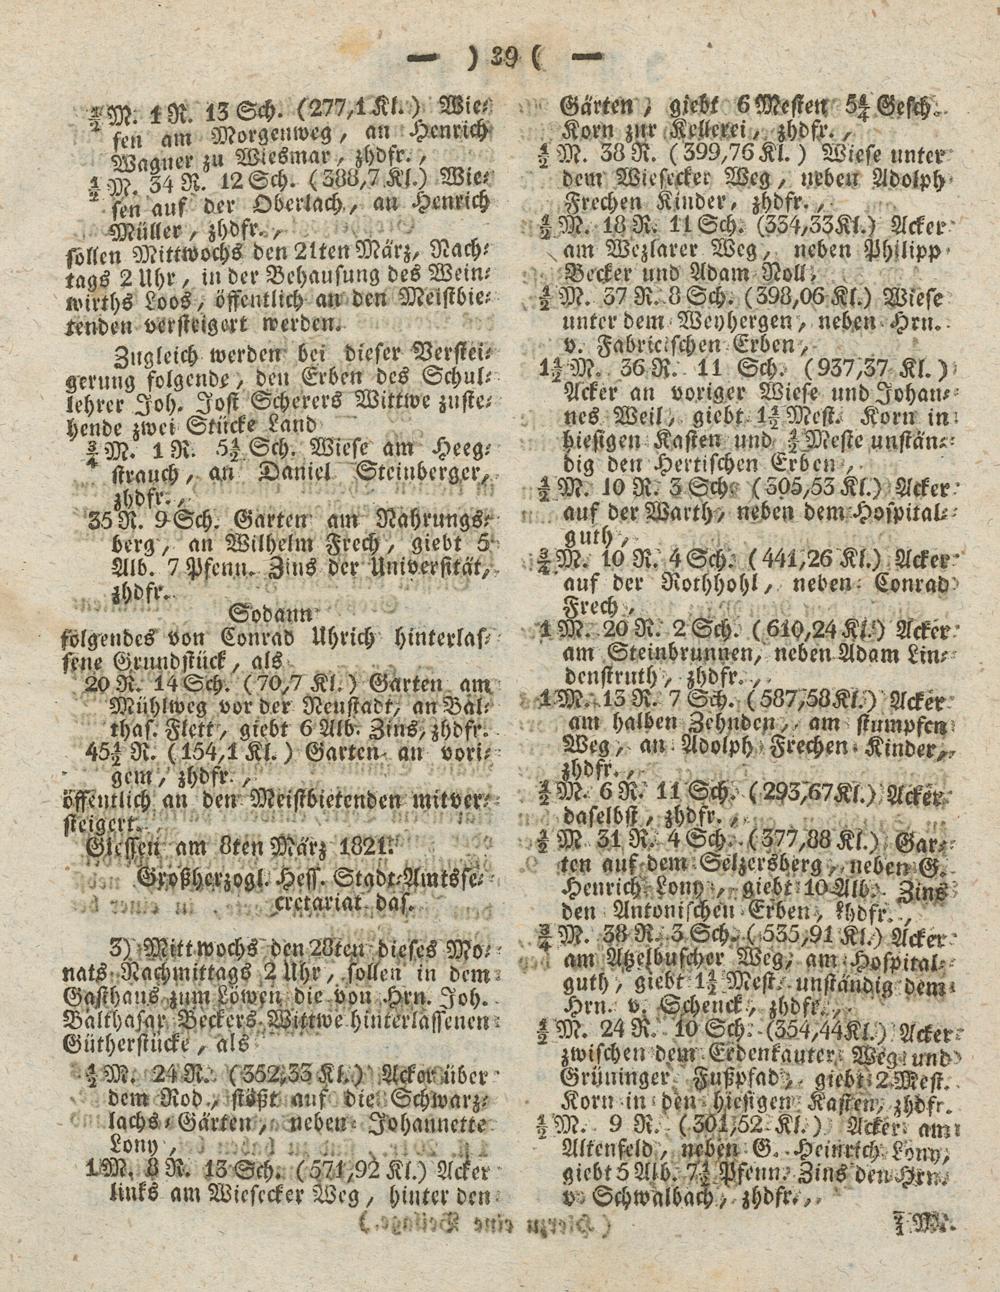 — ) 39 ( —
½ M. 1 R. 13 Sch. (277,1 Kl.) Wie⸗
sen am Morgenweg, an Henrich
Wagner zu Wiesmar, zhdfr.,
½ M. 34 R. 12 Sch. (388,7 Kl.) Wie⸗
sen auf der Oberlach, an Henrich
Müller, zhdfr.,
sollen Mittwochs den 21ten März, Nach⸗
tags 2 Uhr, in der Behausung des Wein⸗
wirths Loos, öffentlich an den Meistbie⸗
tenden versteigert werden.
Zugleich werden bei dieser Verstei⸗
gerung folgende, den Erben des Schul⸗
lehrer Joh. Jost Scherers Wittwe zuste⸗
hende zwei Stücke Land
¾ M. 1 R. 5½ Sch. Wiese am Heeg⸗
strauch, an Daniel Steinberger,
zhdfr.,
35 R. 9 Sch. Garten am Nahrungs⸗
berg, an Wilhelm Frech, giebt 5
Alb. 7 Pfenn. Zins der Universität,
zhdfr.
Sodann
folgendes von Conrad Uhrich hinterlas⸗
sene Grundstück, als
20 R. 14 Sch. (70,7 Kl.) Garten am
Mühlweg vor der Neustadt, an Bal⸗
thas. Flett, giebt 6 Alb. Zins, zhdfr.
45½ R. (154,1 Kl.) Garten an vori⸗
gem, zhdfr.,
öffentlich an den Meistbietenden mitver⸗
steigert.
Giessen am 8ten März 1821.
Großherzogl. Hess. Stadt⸗Amtsse⸗
cretariat das.
3) Mittwochs den 28ten dieses Mo⸗
nats Nachmittags 2 Uhr, sollen in dem
Gasthaus zum Löwen die von Hrn. Joh.
Balthasar Beckers Wittwe hinterlassenen
Gütherstücke, als
½ M. 24 R. (352,33 Kl.) Acker über
dem Rod, stößt auf die Schwarz⸗
lachs⸗Gärten, neben Johannette
Lony,
1 M. 8 R. 13 Sch. (571,92 Kl.) Acker
links am Wiesecker Weg, hinter den
Gärten, giebt 6 Mesten 5¼ Gesch.
Korn zur Kellerei, zhdfr.,
½ M. 38 R. (399,76 Kl.) Wiese unter
dem Wiesecker Weg, neben Adolph
Frechen Kinder, zhdfr.,
½ M. 18 R. 11 Sch. (334,33 Kl.) Acker
am Wezlarer Weg, neben Philipp
Becker und Adam Noll,
½ M. 37 R. 8 Sch. (398,06 Kl.) Wiese
unter dem Weyhergen, neben Hrn.
v. Fabricischen Erben,
1½ M. 36 R. 11 Sch. (937,37 Kl.)
Acker an voriger Wiese und Johan⸗
nes Weil, giebt 1½ Mest. Korn in
hiesigen Kasten und ½ Meste unstän⸗
dig den Hertischen Erben,
½ M. 10 R. 3 Sch. (305,53 Kl.) Acker
auf der Warth, neben dem Hospital⸗
guth,
¾ M. 10 R. 4 Sch. (441,26 Kl.) Acker
auf der Rothhohl, neben Conrad
Frech,
1 M. 20 R. 2 Sch. (610,24 Kl.) Acker
am Steinbrunnen, neben Adam Lin⸗
denstruth, zhdfr.,
1 M. 13 R. 7 Sch. (587,58 Kl.) Acker
am halben Zehnden, am stumpfen
Weg, an Adolph Frechen Kinder,
zhdfr.,
½ M. 6 R. 11 Sch. (293,67 Kl.) Acker
daselbst, zhdfr.,
½ M. 31 R. 4 Sch. (377,88 Kl.) Gar⸗
ten auf dem Selzersberg, neben G.
Henrich Lony, giebt 10 Alb. Zins
den Antonischen Erben, zhdfr.,
¾ M. 38 R. 3 Sch. (535,91 Kl.) Acker
am Atzelbuscher Weg, am Hospital⸗
guth, giebt 1½ Mest. unständig dem
Hrn. v. Schenck, zhdfr.,
½ M. 24 R. 10 Sch. (354,44 Kl.) Acker
zwischen dem Erdenkauter Weg und
Grüninger Fußpfad, giebt 2 Mest.
Korn in den hiesigen Kasten, zhdfr.
½ M. 9 R. (301,52 Kl.) Acker am
Altenfeld, neben G. Heinrich Lony,
giebt 5 Alb. 7½ Pfenn. Zins den Hrn.
v. Schwalbach, zhdfr.,
M.